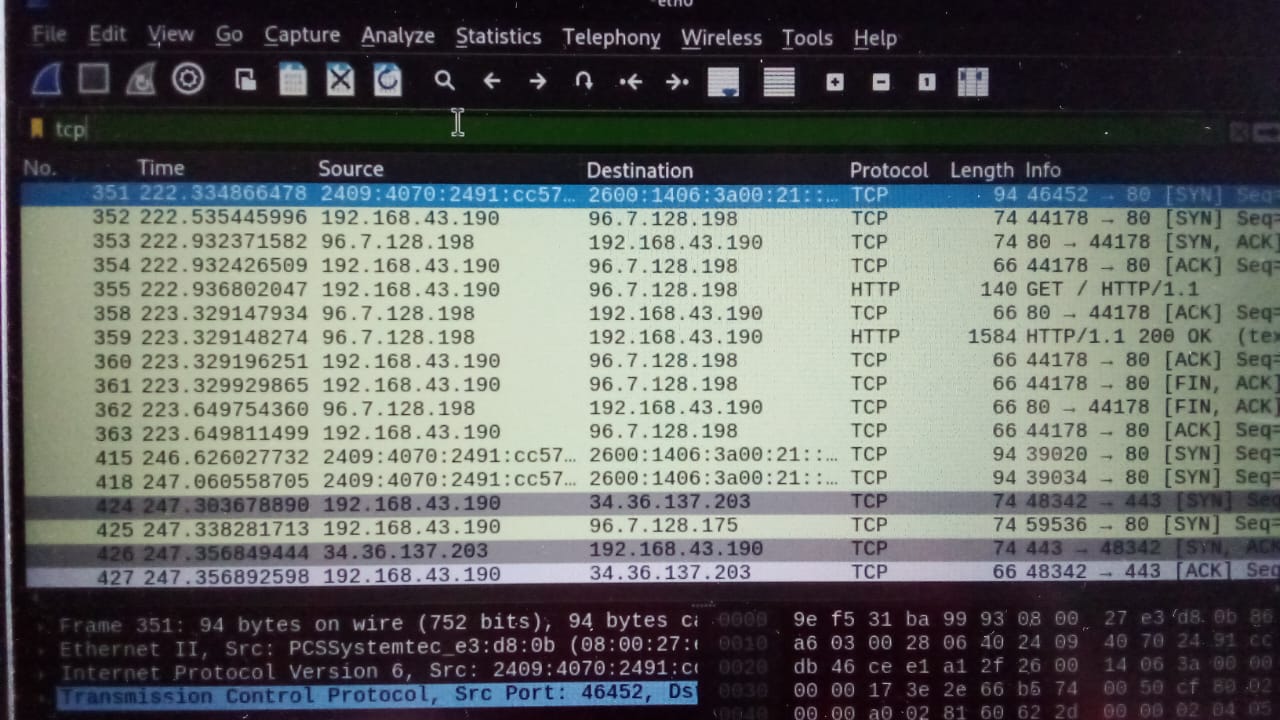 File Edit View Go Capture Analyze Statistics Telephony Wireless Tools Help
tcp
No. Time Source Destination Protocol Length Info
351 222.334866478 2409:4070:2491:cc57… 2600:1406:3a00:21::… TCP 94 46452 → 80 [SYN] Seq=
352 222.535445996 192.168.43.190 96.7.128.198 TCP 74 44178 → 80 [SYN] Seq=
353 222.932371582 96.7.128.198 192.168.43.190 TCP 74 80 → 44178 [SYN, ACK]
354 222.932426509 192.168.43.190 96.7.128.198 TCP 66 44178 → 80 [ACK] Seq=
355 222.936802047 192.168.43.190 96.7.128.198 HTTP 140 GET / HTTP/1.1
358 223.329147934 96.7.128.198 192.168.43.190 TCP 66 80 → 44178 [ACK] Seq=
359 223.329148274 96.7.128.198 192.168.43.190 HTTP 1584 HTTP/1.1 200 OK (tex
360 223.329196251 192.168.43.190 96.7.128.198 TCP 66 44178 → 80 [ACK] Seq=
361 223.329929865 192.168.43.190 96.7.128.198 TCP 66 44178 → 80 [FIN, ACK]
362 223.649754360 96.7.128.198 192.168.43.190 TCP 66 80 → 44178 [FIN, ACK]
363 223.649811499 192.168.43.190 96.7.128.198 TCP 66 44178 → 80 [ACK] Seq=
415 246.626027732 2409:4070:2491:cc57… 2600:1406:3a00:21::… TCP 94 39020 → 80 [SYN] Seq=
418 247.060558705 2409:4070:2491:cc57… 2600:1406:3a00:21::… TCP 94 39034 → 80 [SYN] Seq=
424 247.303678890 192.168.43.190 34.36.137.203 TCP 74 48342 → 443 [SYN] Seq
425 247.338281713 192.168.43.190 96.7.128.175 TCP 74 59536 → 80 [SYN] Seq=
426 247.356849444 34.36.137.203 192.168.43.190 TCP 74 443 → 48342 [SYN, ACK
427 247.356892598 192.168.43.190 34.36.137.203 TCP 66 48342 → 443 [ACK] Seq
Frame 351: 94 bytes on wire (752 bits), 94 bytes ca 0000 9e f5 31 ba 99 93 08 00 27 e3 d8 0b 86
Ethernet II, Src: PCSSystemtec_e3:d8:0b (08:00:27:e 0010 a6 03 00 28 06 40 24 09 40 70 24 91 cc
Internet Protocol Version 6, Src: 2409:4070:2491:cc 0020 db 46 ce e1 a1 2f 26 00 14 06 3a 00 00
Transmission Control Protocol, Src Port: 46452, Dst 0030 00 00 17 3e 2e 66 b5 74 00 50 cf 80 02
0040 00 00 a0 02 81 60 62 2d 00 00 02 04 05